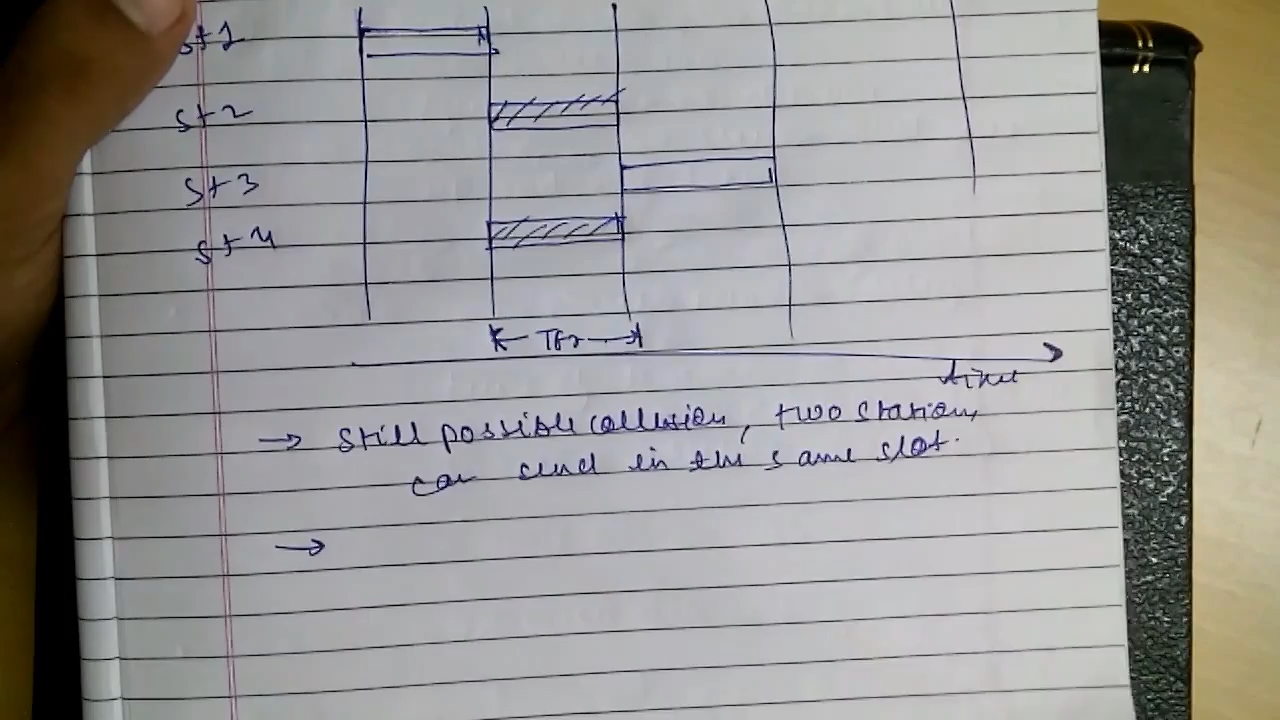 St 1
St 2
St 3
St 4
← Tfr →
time
→ Still possible collusion, two station,
can send in the same slot.
→